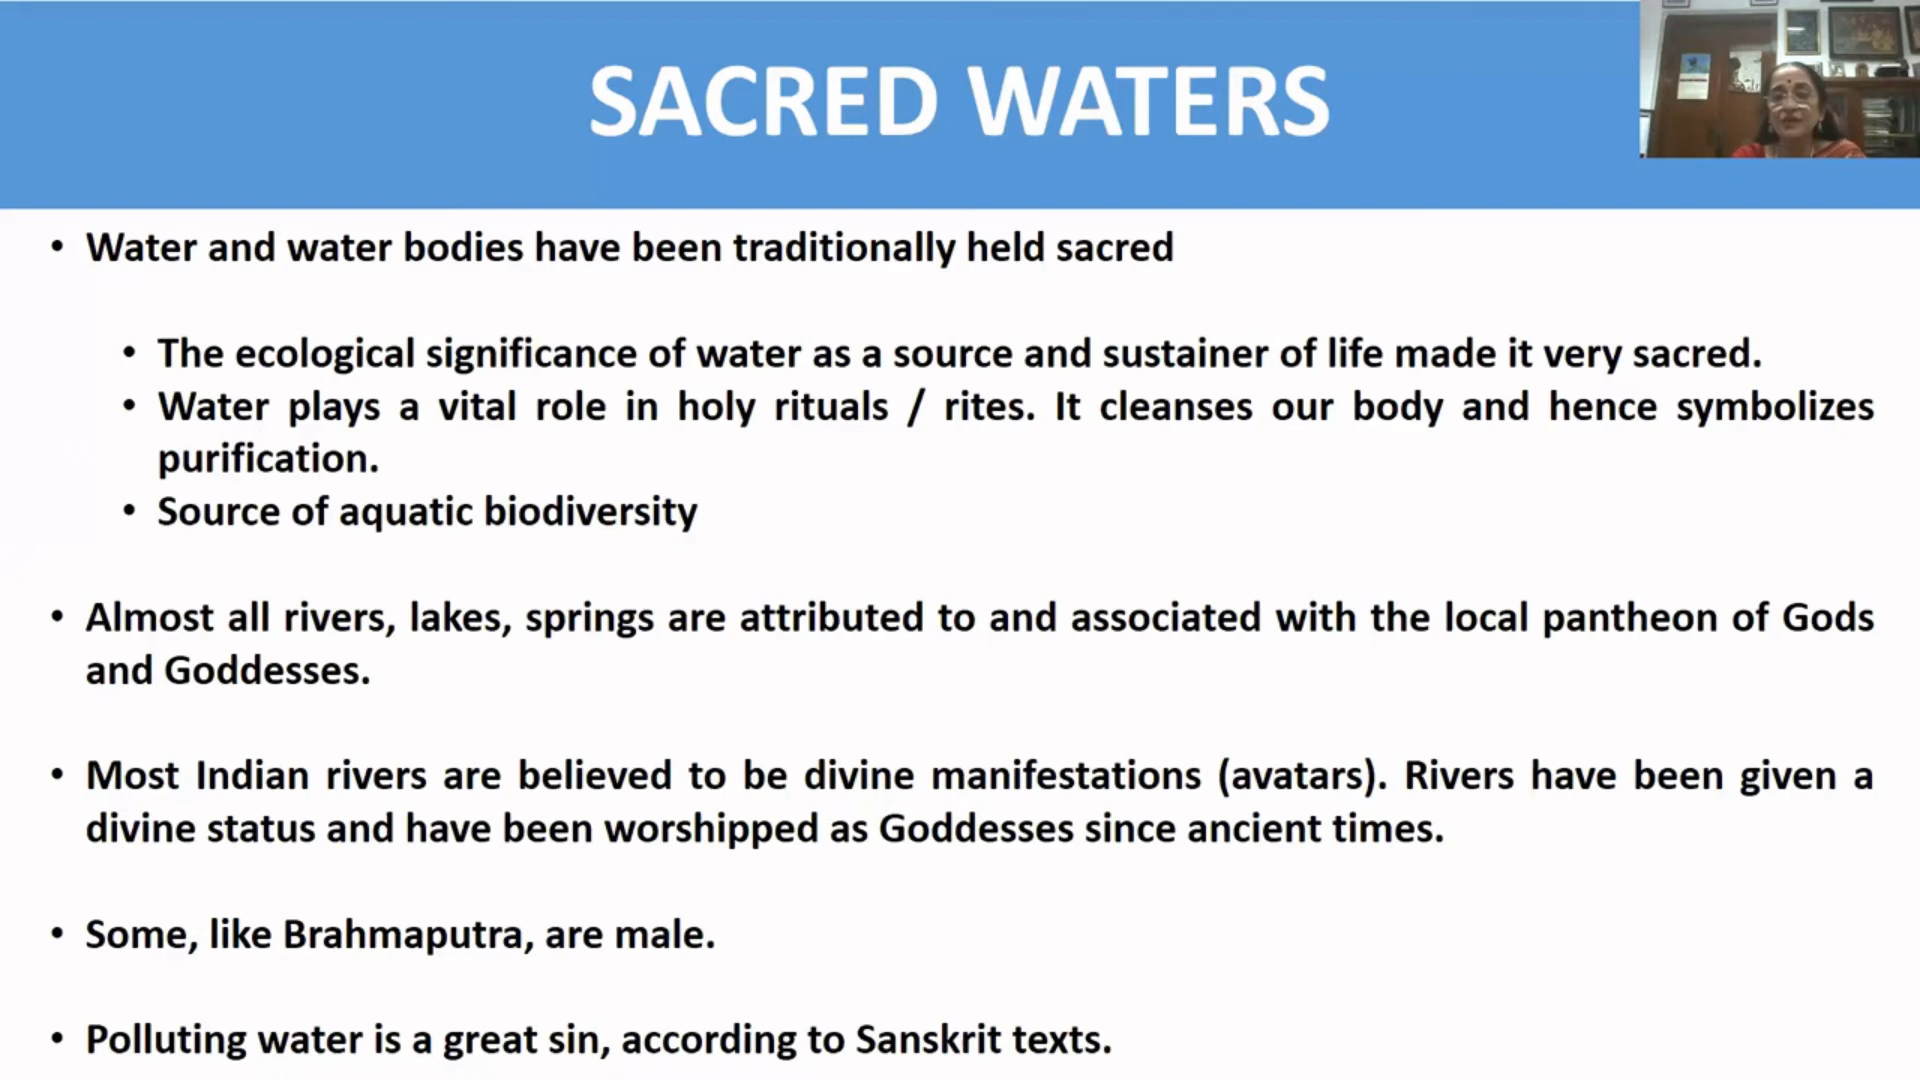 SACRED WATERS
• Water and water bodies have been traditionally held sacred
• The ecological significance of water as a source and sustainer of life made it very sacred.
• Water plays a vital role in holy rituals / rites. It cleanses our body and hence symbolizes
purification.
• Source of aquatic biodiversity
• Almost all rivers, lakes, springs are attributed to and associated with the local pantheon of Gods
and Goddesses.
• Most Indian rivers are believed to be divine manifestations (avatars). Rivers have been given a
divine status and have been worshipped as Goddesses since ancient times.
• Some, like Brahmaputra, are male.
• Polluting water is a great sin, according to Sanskrit texts.